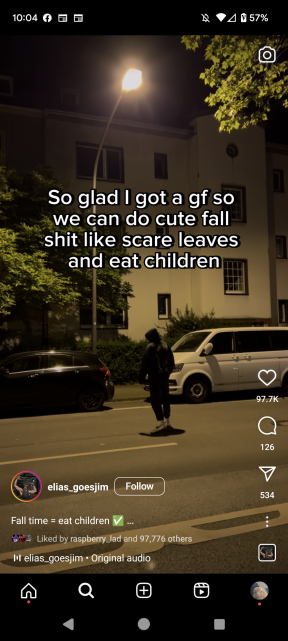 10:04
57%
So glad I got a gf so
we can do cute fall
shit like scare leaves
and eat children
97.7K
126
534
elias_goesjim
Follow
Fall time = eat children ✅ ...
Liked by raspberry_lad and 97,776 others
elias_goesjim • Original audio